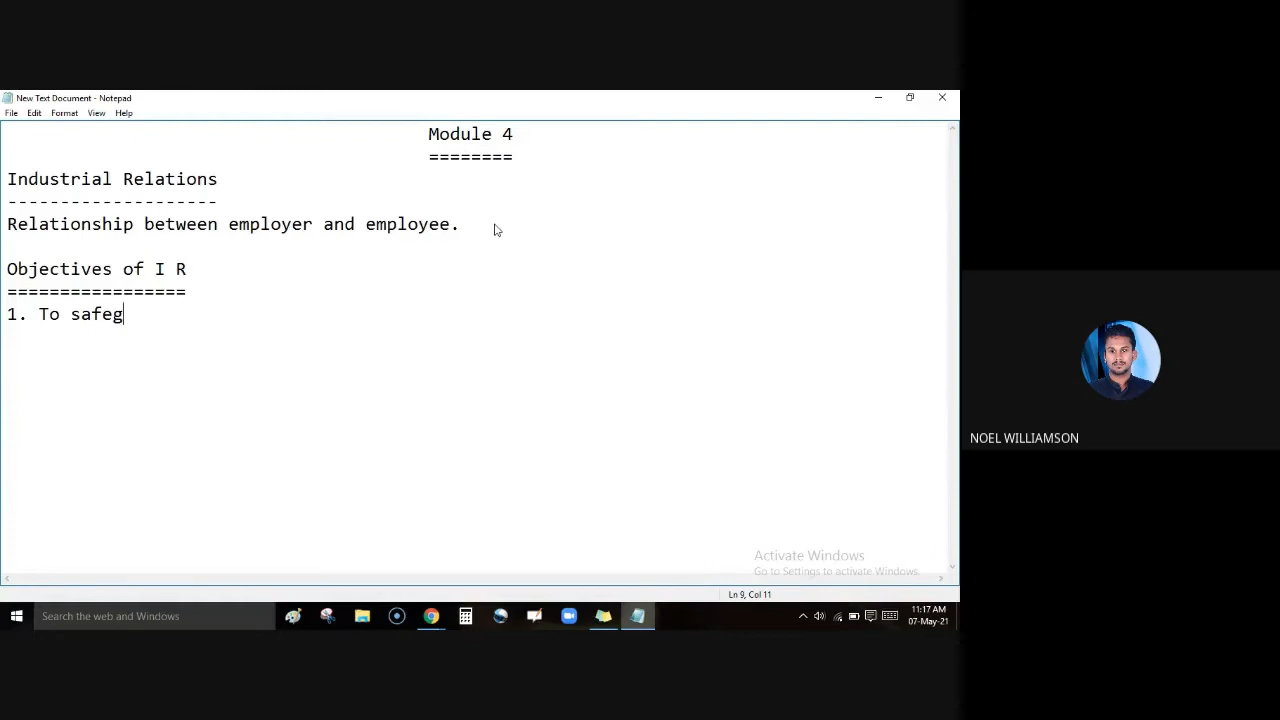 New Text Document - Notepad
File Edit Format View Help
Module 4
========
Industrial Relations
--------------------
Relationship between employer and employee.
Objectives of I R
=================
1. To safeg
Activate Windows
Go to Settings to activate Windows.
Ln 9, Col 11
Search the web and Windows
11:17 AM
07-May-21
NOEL WILLIAMSON